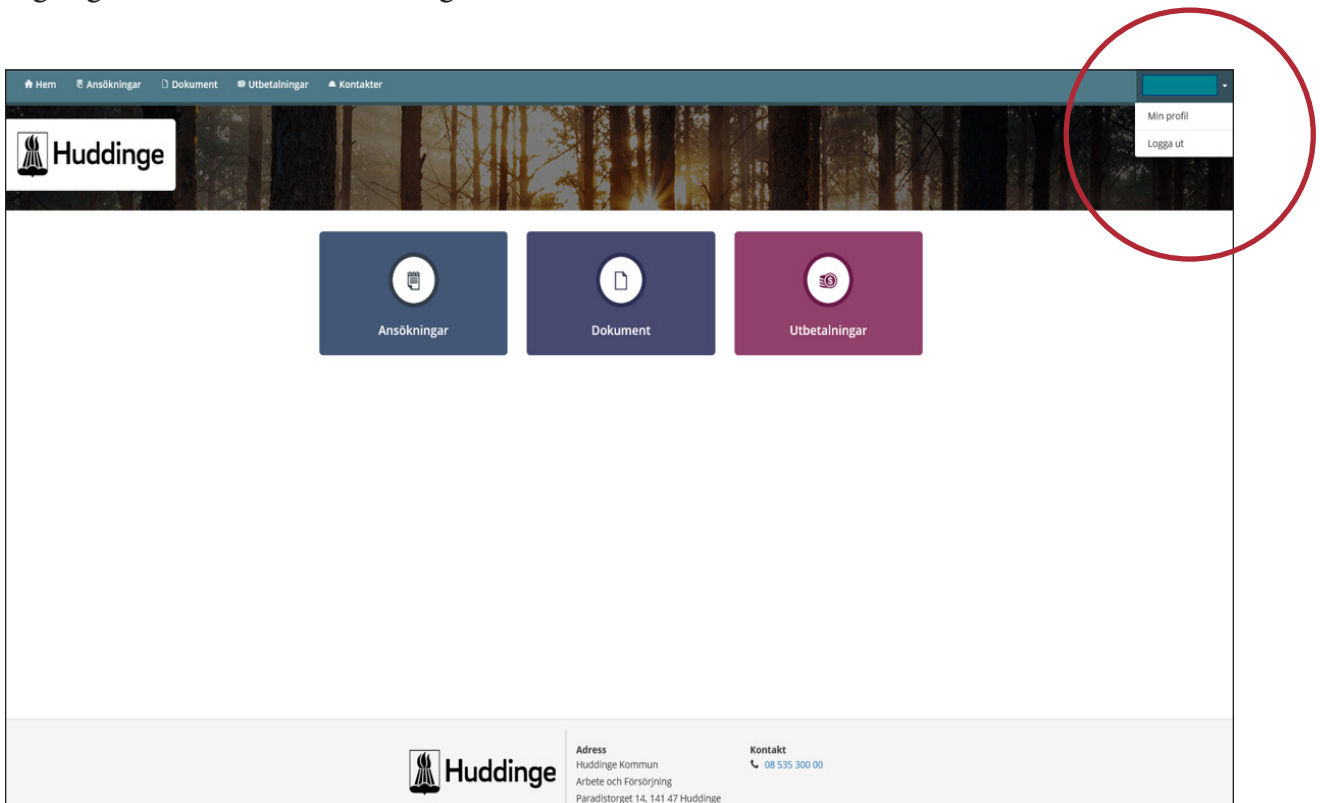 Hem Ansökningar Dokument Utbetalningar Kontakter
Min profil
Logga ut
Huddinge
Ansökningar Dokument Utbetalningar
Huddinge
Adress
Huddinge Kommun
Arbete och Försörjning
Paradistorget 14, 141 47 Huddinge
Kontakt
08 535 300 00